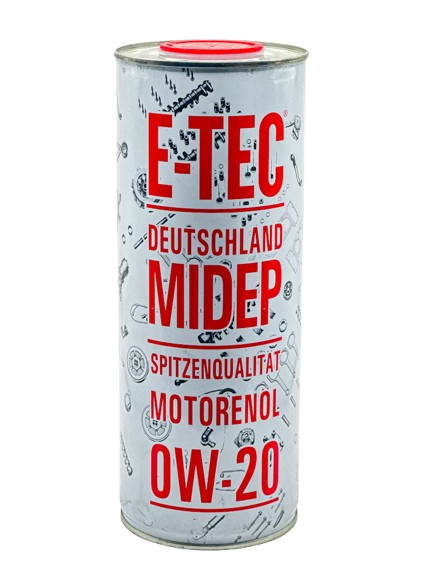 E-TEC®
DEUTSCHLAND
MIDEP
SPITZENQUALITÄT
MOTORENÖL
0W-20